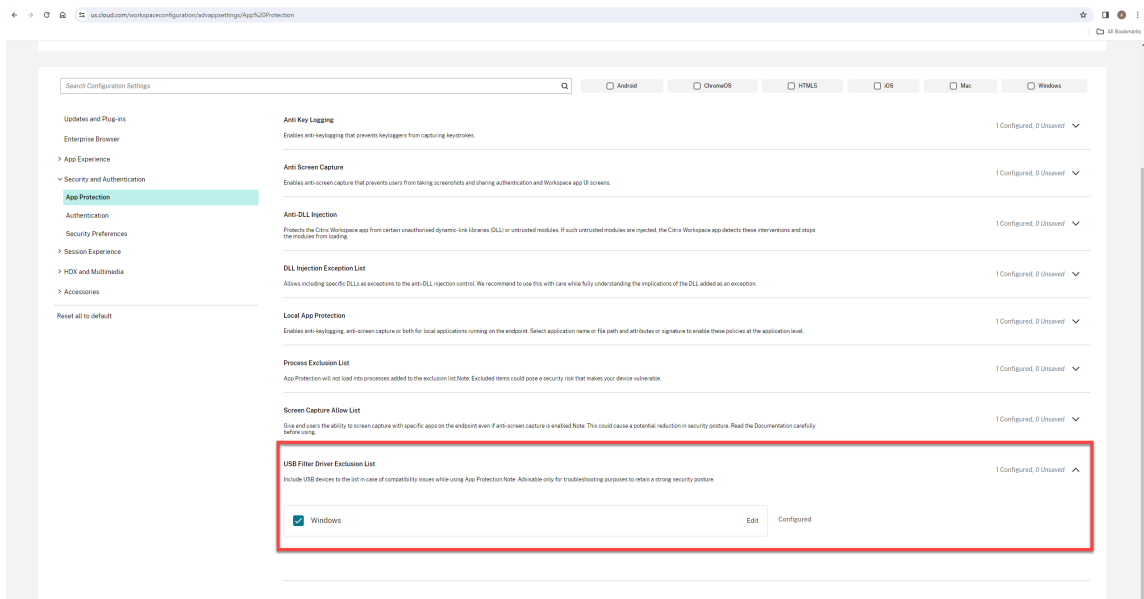 us.cloud.com/workspaceconfiguration/advappsettings/App%20Protection
All Bookmarks
Search Configuration Settings
Android
ChromeOS
HTML5
iOS
Mac
Windows
Updates and Plug-ins
Enterprise Browser
App Experience
Security and Authentication
App Protection
Authentication
Security Preferences
Session Experience
HDX and Multimedia
Accessories
Reset all to default
Anti Key Logging
1 Configured, 0 Unsaved
Enables anti-keylogging that prevents keyloggers from capturing keystrokes.
Anti Screen Capture
1 Configured, 0 Unsaved
Enables anti-screen capture that prevents users from taking screenshots and sharing authentication and Workspace app UI screens.
Anti-DLL Injection
1 Configured, 0 Unsaved
Protects the Citrix Workspace app from certain unauthorised dynamic-link libraries (DLL) or untrusted modules. If such untrusted modules are injected, the Citrix Workspace app detects these interventions and stops
the modules from loading.
DLL Injection Exception List
1 Configured, 0 Unsaved
Allows including specific DLLs as exceptions to the anti-DLL injection control. We recommend to use this with care while fully understanding the implications of the DLL added as an exception.
Local App Protection
1 Configured, 0 Unsaved
Enables anti-keylogging, anti-screen capture or both for local applications running on the endpoint. Select application name or file path and attributes or signature to enable these policies at the application level.
Process Exclusion List
1 Configured, 0 Unsaved
App Protection will not load into processes added to the exclusion list.Note: Excluded items could pose a security risk that makes your device vulnerable.
Screen Capture Allow List
1 Configured, 0 Unsaved
Give end users the ability to screen capture with specific apps on the endpoint even if anti-screen capture is enabled.Note: This could cause a potential reduction in security posture. Read the Documentation carefully
before using.
USB Filter Driver Exclusion List
1 Configured, 0 Unsaved
Include USB devices to the list in case of compatibility issues while using App Protection.Note: Advisable only for troubleshooting purposes to retain a strong security posture.
Windows
Edit
Configured